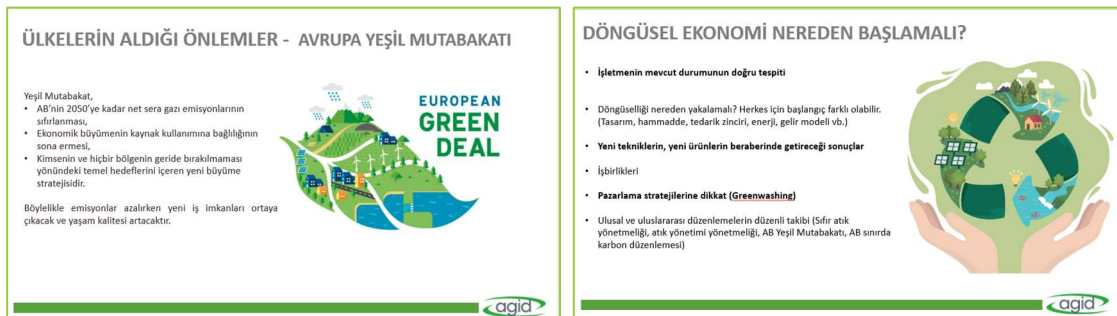 ÜLKELERİN ALDIĞI ÖNLEMLER - AVRUPA YEŞİL MUTABAKATI
Yeşil Mutabakat,
• AB'nin 2050'ye kadar net sera gazı emisyonlarının
sıfırlanması,
• Ekonomik büyümenin kaynak kullanımına bağlılığının
sona ermesi,
• Kimsenin ve hiçbir bölgenin geride bırakılmaması
yönündeki temel hedeflerini içeren yeni büyüme
stratejisidir.
Böylelikle emisyonlar azalırken yeni iş imkanları ortaya
çıkacak ve yaşam kalitesi artacaktır.
EUROPEAN
GREEN
DEAL
agid
DÖNGÜSEL EKONOMİ NEREDEN BAŞLAMALI?
• İşletmenin mevcut durumunun doğru tespiti
• Döngüselliği nereden yakalamalı? Herkes için başlangıç farklı olabilir.
(Tasarım, hammadde, tedarik zinciri, enerji, gelir modeli vb.)
• Yeni tekniklerin, yeni ürünlerin beraberinde getireceği sonuçlar
• İşbirlikleri
• Pazarlama stratejilerine dikkat (Greenwashing)
• Ulusal ve uluslararası düzenlemelerin düzenli takibi (Sıfır atık
yönetmeliği, atık yönetimi yönetmeliği, AB Yeşil Mutabakatı, AB sınırda
karbon düzenlemesi)
agid